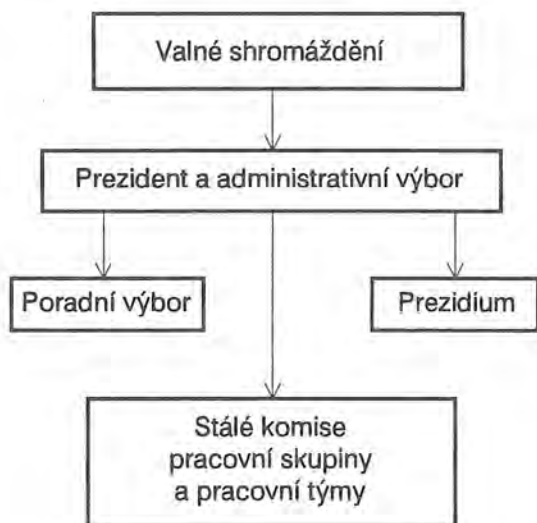 Valné shromáždění
Prezident a administrativní výbor
Poradní výbor
Prezidium
Stálé komise
pracovní skupiny
a pracovní týmy